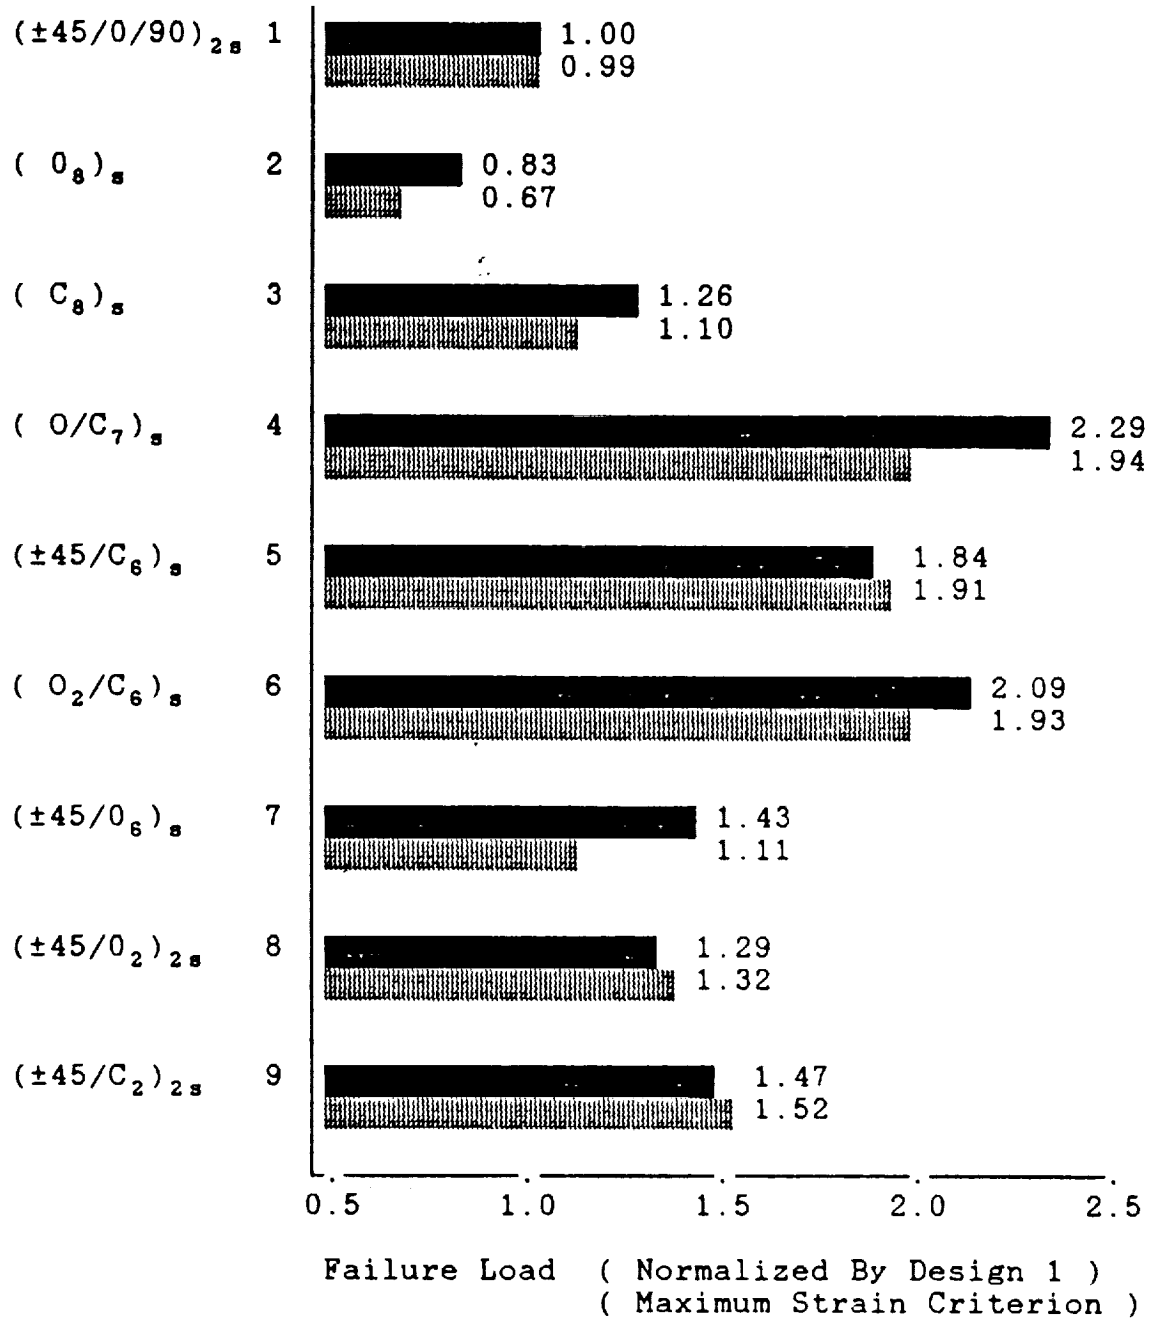 (±45/0/90)₂ₛ 1 1.00
0.99
( 0₈)ₛ 2 0.83
0.67
( C₈)ₛ 3 1.26
1.10
( O/C₇)ₛ 4 2.29
1.94
(±45/C₆)ₛ 5 1.84
1.91
( O₂/C₆)ₛ 6 2.09
1.93
(±45/0₆)ₛ 7 1.43
1.11
(±45/0₂)₂ₛ 8 1.29
1.32
(±45/C₂)₂ₛ 9 1.47
1.52
0.5 1.0 1.5 2.0 2.5
Failure Load ( Normalized By Design 1 )
( Maximum Strain Criterion )